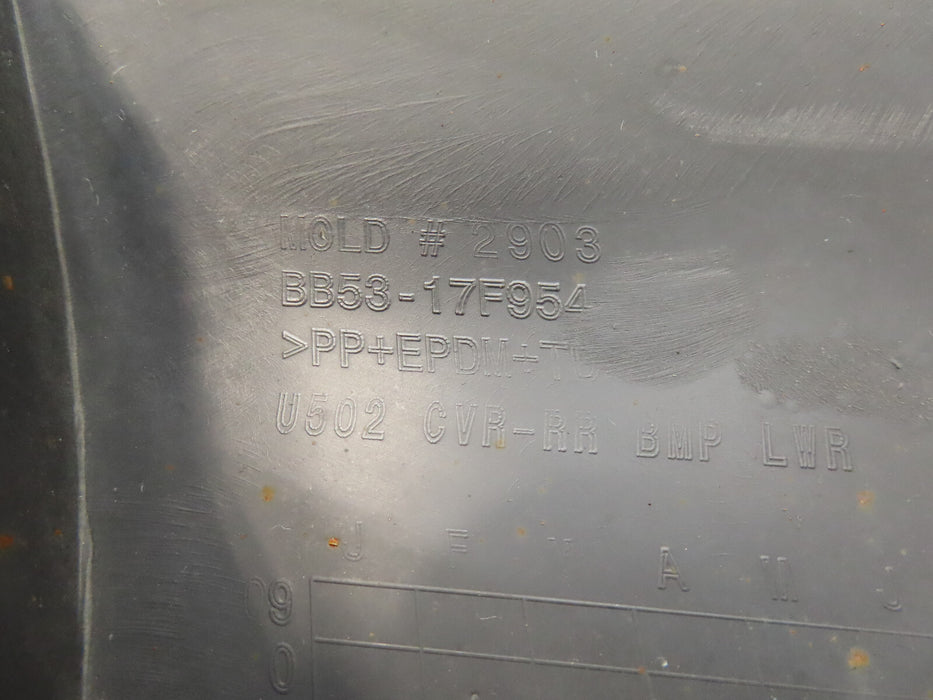 MOLD # 2903
BB53-17F954
>PP+EPDM+T
U502 CVR-RR BMP LWR
J F M A M J
09
0